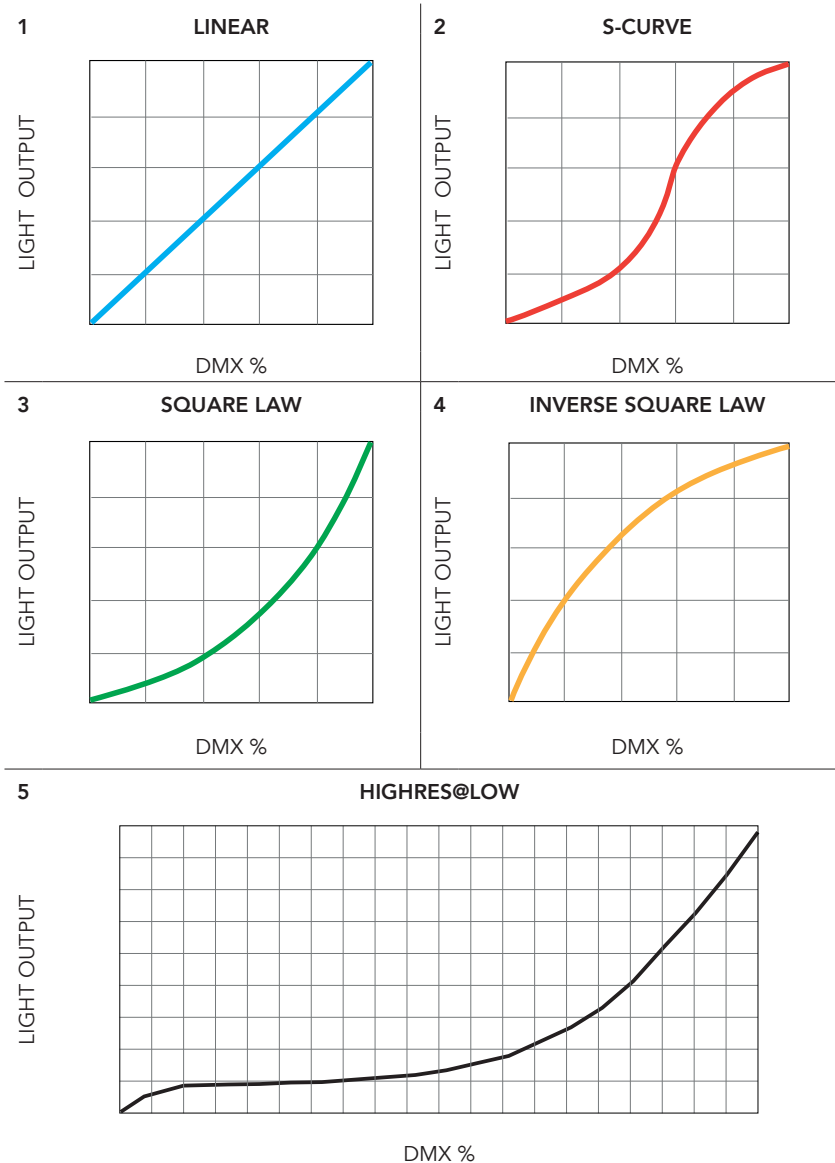 1
LINEAR
LIGHT OUTPUT
DMX %
2
S-CURVE
LIGHT OUTPUT
DMX %
3
SQUARE LAW
LIGHT OUTPUT
DMX %
4
INVERSE SQUARE LAW
LIGHT OUTPUT
DMX %
5
HIGHRES@LOW
LIGHT OUTPUT
DMX %